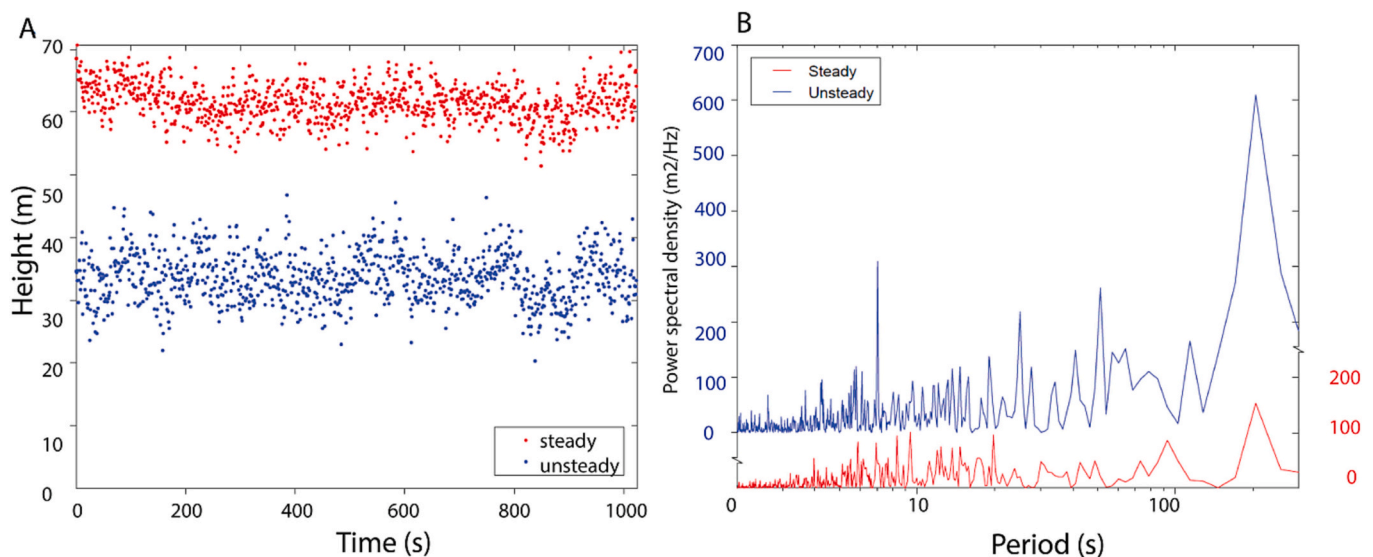 A
70
60
50
40
30
20
10
0
Height (m)
steady
unsteady
0 200 400 600 800 1000
Time (s)
B
700
600
500
400
300
200
100
0
Power spectral density (m2/Hz)
Steady
Unsteady
200
100
0
0 10 100
Period (s)